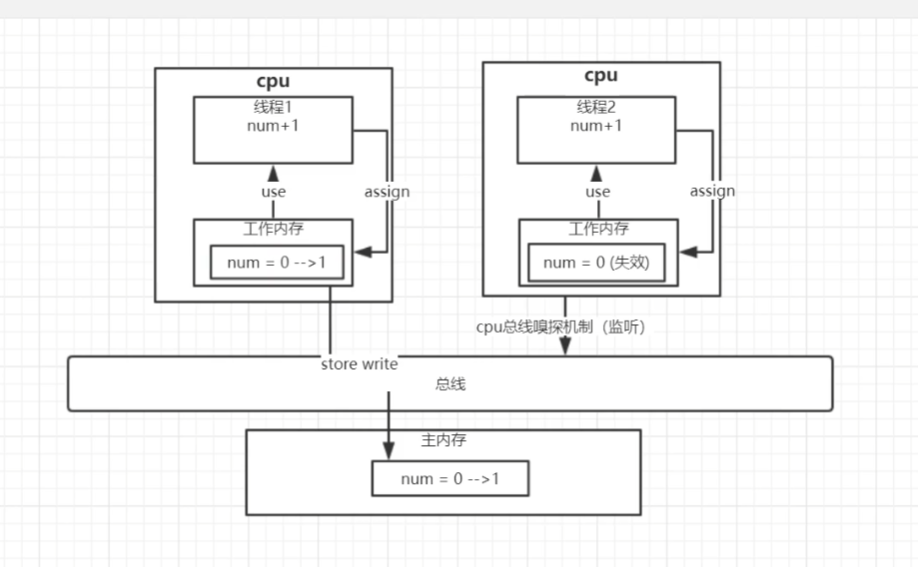 cpu
线程1
num+1
use
assign
工作内存
num = 0 -->1
cpu
线程2
num+1
use
assign
工作内存
num = 0 (失效)
cpu总线嗅探机制（监听）
store write
总线
主内存
num = 0 -->1